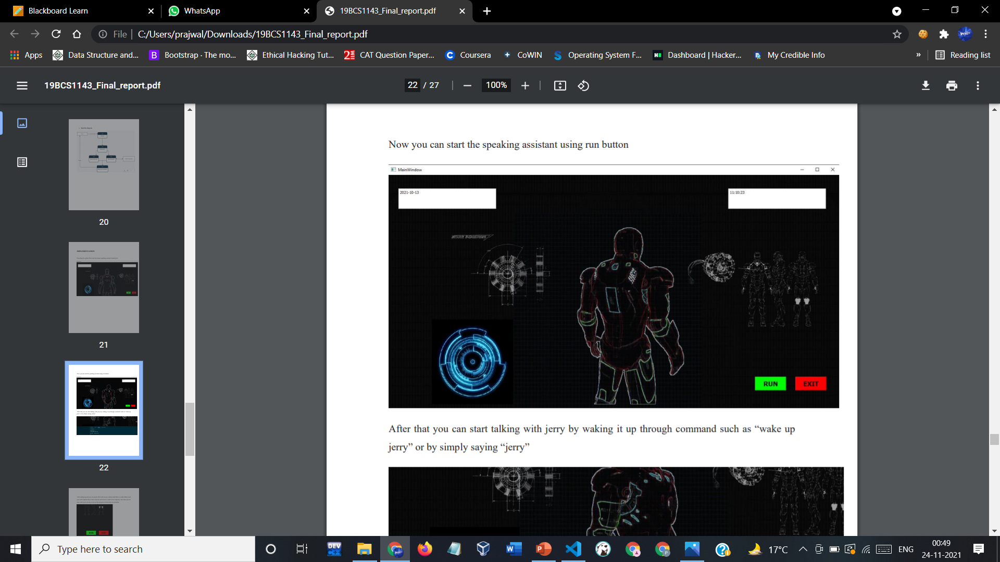 Blackboard Learn
WhatsApp
19BCS1143_Final_report.pdf
File
C:/Users/prajwal/Downloads/19BCS1143_Final_report.pdf
Apps
Data Structure and...
Bootstrap · The mo...
Ethical Hacking Tut...
CAT Question Paper...
Coursera
CoWIN
Operating System F...
Dashboard | Hacker...
My Credible Info
»
Reading list
19BCS1143_Final_report.pdf
22 / 27
100%
20
21
22
Now you can start the speaking assistant using run button
MainWindow
2021-10-13
11:10:23
RUN
EXIT
After that you can start talking with jerry by waking it up through command such as “wake up
jerry” or by simply saying “jerry”
Type here to search
17°C
ENG
00:49
24-11-2021